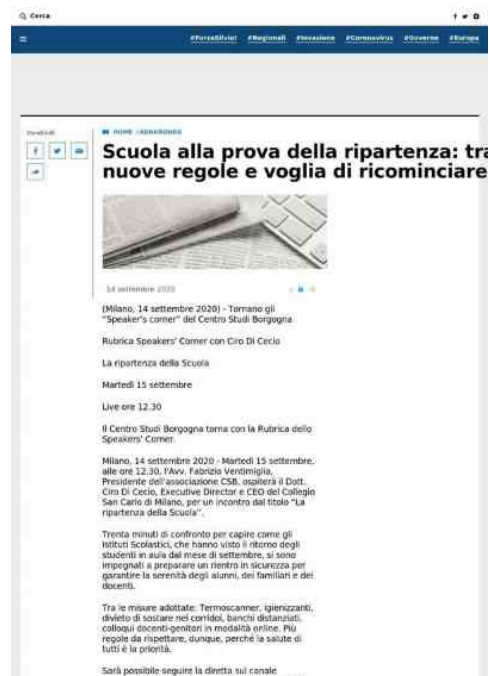 Cerca
#ForzaSilvio! #Regionali #Invasione #Coronavirus #Governo #Europa
Condividi
HOME /ADNKRONOS
Scuola alla prova della ripartenza: tra
nuove regole e voglia di ricominciare
14 settembre 2020
(Milano, 14 settembre 2020) - Tornano gli
"Speaker's corner" del Centro Studi Borgogna
Rubrica Speakers' Corner con Ciro Di Cecio
La ripartenza della Scuola
Martedì 15 settembre
Live ore 12.30
Il Centro Studi Borgogna torna con la Rubrica dello
Speakers' Corner.
Milano, 14 settembre 2020 - Martedì 15 settembre,
alle ore 12.30, l'Avv. Fabrizio Ventimiglia,
Presidente dell'associazione CSB, ospiterà il Dott.
Ciro Di Cecio, Executive Director e CEO del Collegio
San Carlo di Milano, per un incontro dal titolo "La
ripartenza della Scuola".
Trenta minuti di confronto per capire come gli
Istituti Scolastici, che hanno visto il ritorno degli
studenti in aula dal mese di settembre, si sono
impegnati a preparare un rientro in sicurezza per
garantire la serenità degli alunni, dei familiari e dei
docenti.
Tra le misure adottate: Termoscanner, igienizzanti,
divieto di sostare nei corridoi, banchi distanziati,
colloqui docenti-genitori in modalità online. Più
regole da rispettare, dunque, perché la salute di
tutti è la priorità.
Sarà possibile seguire la diretta sul canale